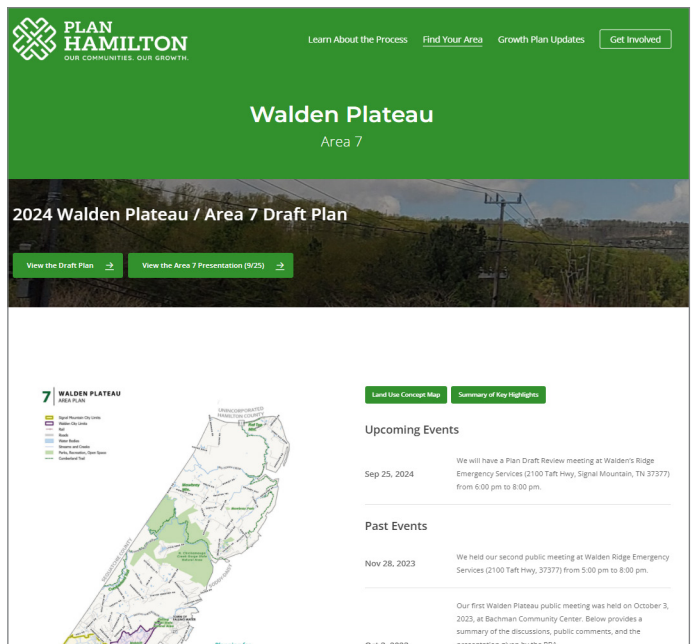 PLAN
HAMILTON
OUR COMMUNITIES. OUR GROWTH.
Learn About the Process
Find Your Area
Growth Plan Updates
Get Involved
Walden Plateau
Area 7
2024 Walden Plateau / Area 7 Draft Plan
View the Draft Plan →
View the Area 7 Presentation (9/25) →
7 WALDEN PLATEAU
AREA PLAN
Signal Mountain City Limits
Walden City Limits
Rail
Roads
Water Bodies
Streams and Creeks
Parks, Recreation, Open Space
Cumberland Trail
UNINCORPORATED
HAMILTON COUNTY
SEQUATCHIE COUNTY
Land Use Concept Map
Summary of Key Highlights
Upcoming Events
Sep 25, 2024
We will have a Plan Draft Review meeting at Walden's Ridge
Emergency Services (2100 Taft Hwy, Signal Mountain, TN 37377)
from 6:00 pm to 8:00 pm.
Past Events
Nov 28, 2023
We held our second public meeting at Walden Ridge Emergency
Services (2100 Taft Hwy, 37377) from 5:00 pm to 8:00 pm.
Our first Walden Plateau public meeting was held on October 3,
2023, at Bachman Community Center. Below provides a
summary of the discussions, public comments, and the